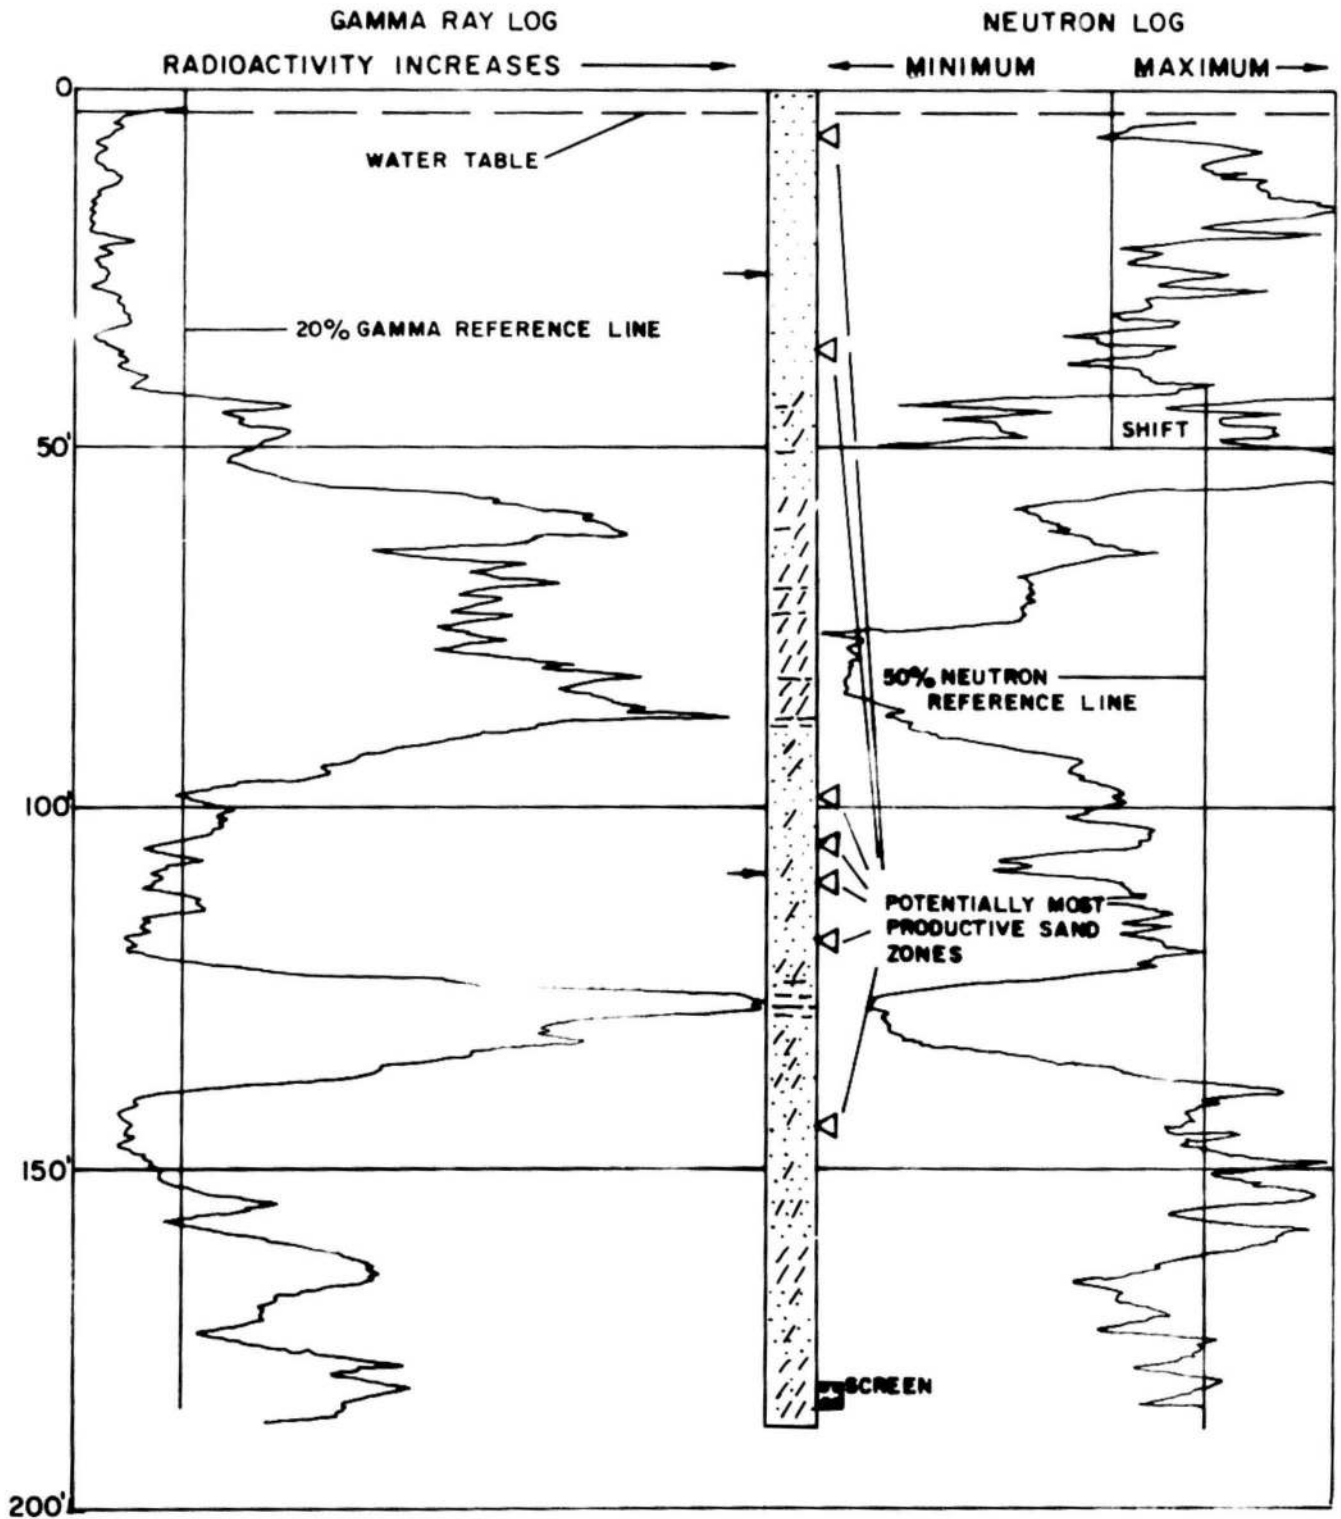 GAMMA RAY LOG
NEUTRON LOG
RADIOACTIVITY INCREASES
MINIMUM
MAXIMUM
0
WATER TABLE
20% GAMMA REFERENCE LINE
SHIFT
50'
50% NEUTRON
REFERENCE LINE
100'
POTENTIALLY MOST
PRODUCTIVE SAND
ZONES
150'
SCREEN
200'